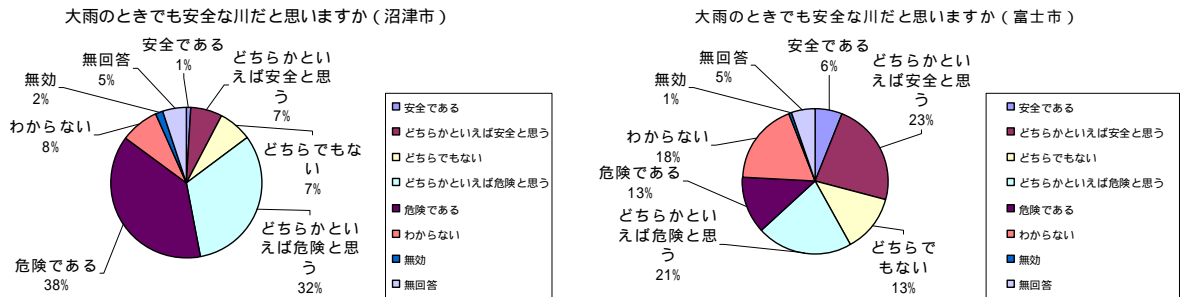 大雨のときでも安全な川だと思いますか（沼津市）
安全である
1%
どちらかとい
えば安全と思
う
7%
どちらでもな
い
7%
どちらかとい
えば危険と思
う
32%
危険である
38%
わからない
8%
無効
2%
無回答
5%
安全である
どちらかといえば安全と思う
どちらでもない
どちらかといえば危険と思う
危険である
わからない
無効
無回答
大雨のときでも安全な川だと思いますか（富士市）
安全である
6%
どちらかとい
えば安全と思
う
23%
どちらでも
もない
13%
どちらかとい
えば危険と思
う
21%
危険である
13%
わからない
18%
無効
1%
無回答
5%
安全である
どちらかといえば安全と思う
どちらでもない
どちらかといえば危険と思う
危険である
わからない
無効
無回答